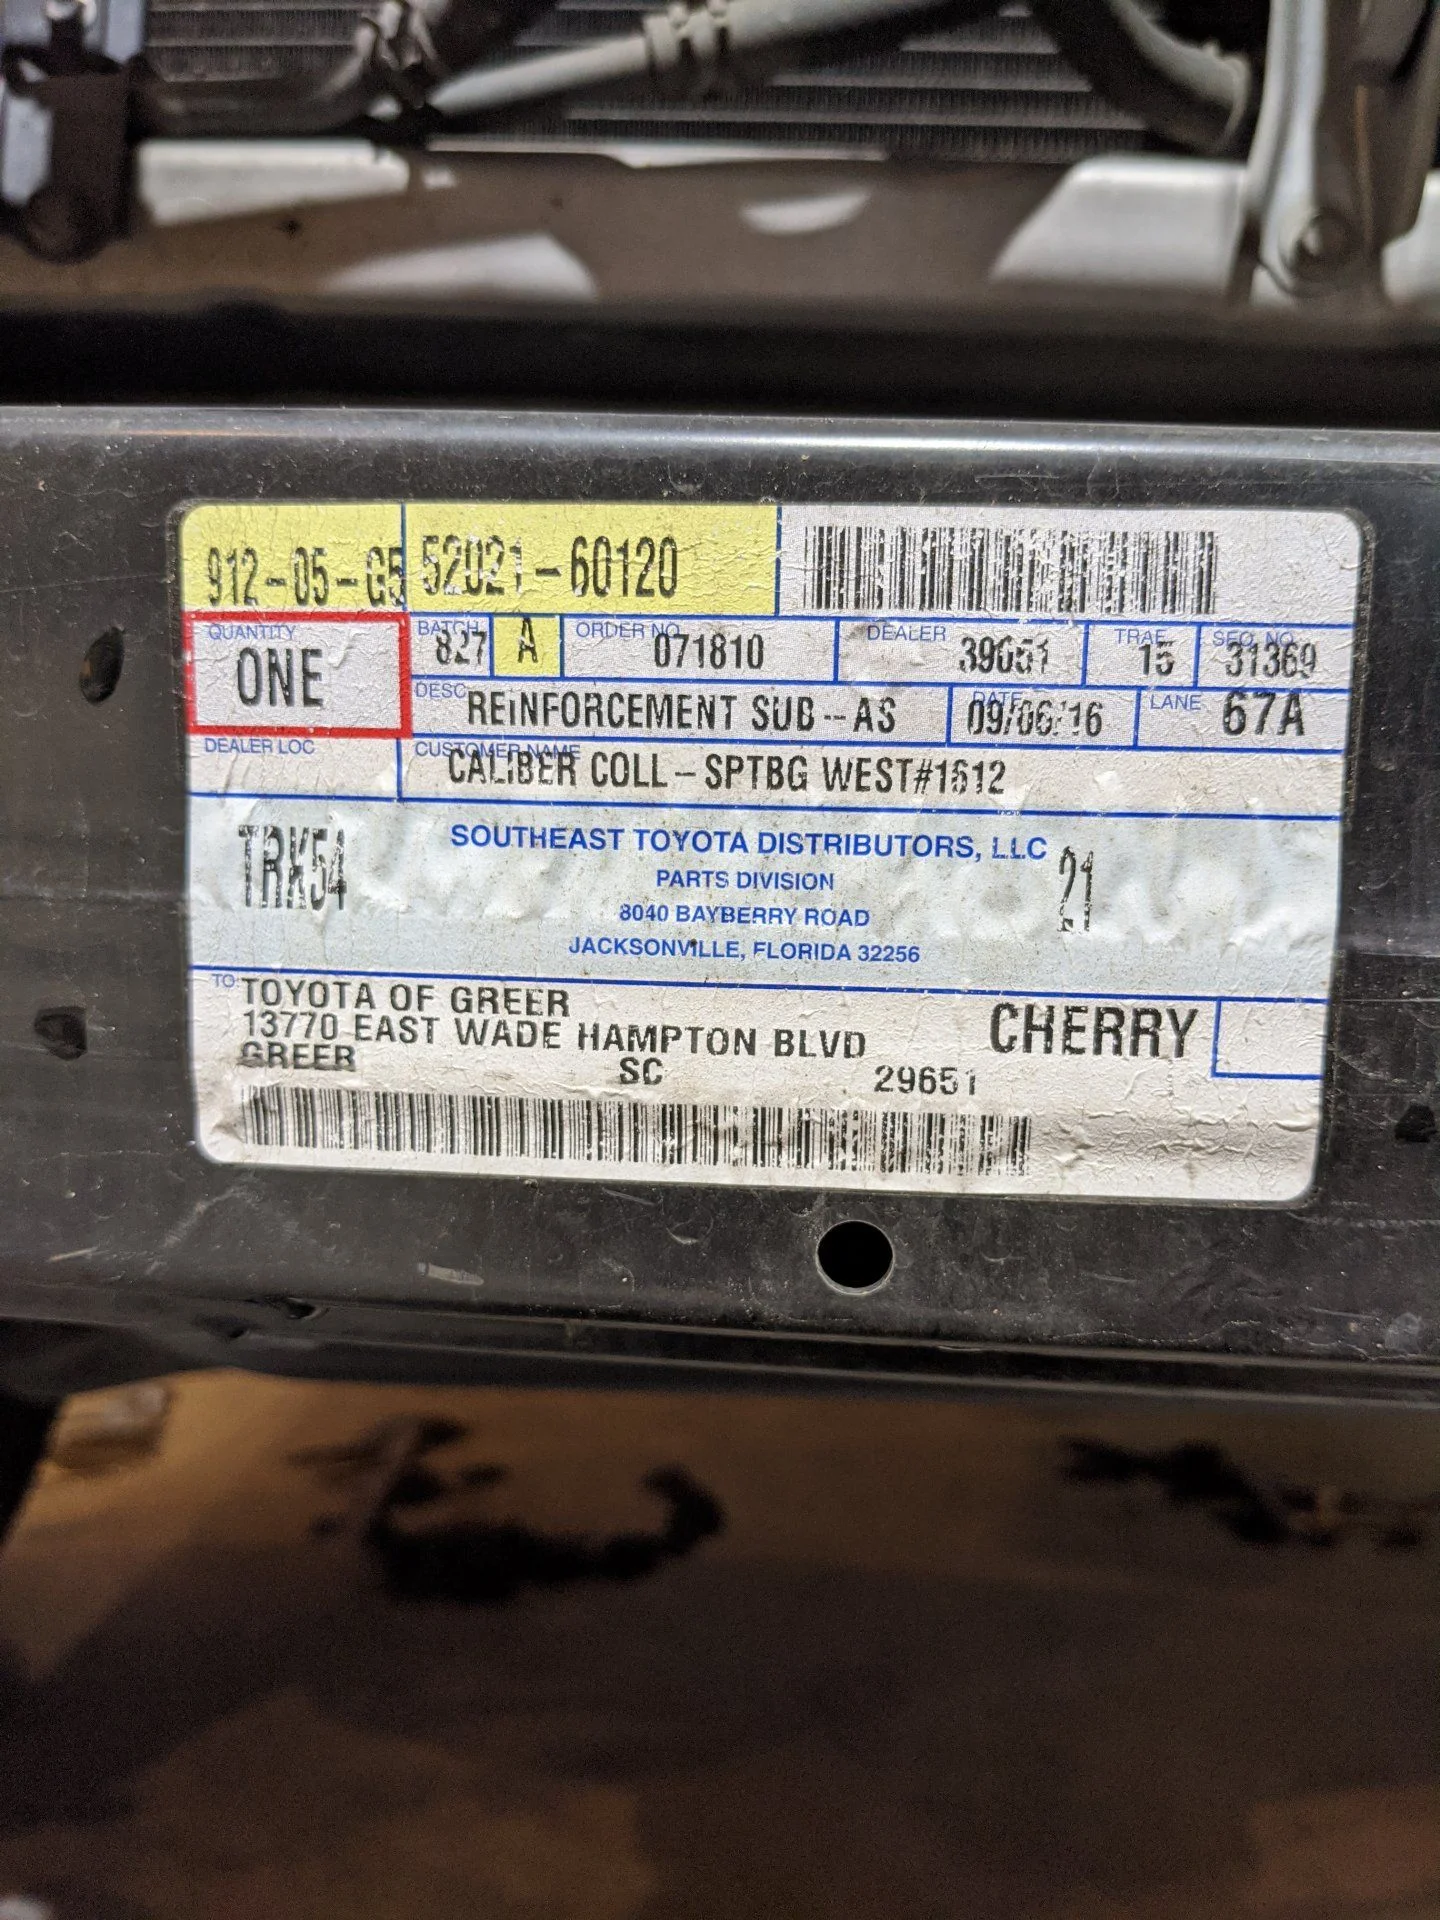 912-05-G5 52021-60120
QUANTITY ONE BATCH 827 A ORDER NO. 071810 DEALER 39051 TRAF 15 SEQ. NO. 31369
DESC. REINFORCEMENT SUB--AS DATE 09/06/16 LANE 67A
DEALER LOC CUSTOMER NAME CALIBER COLL-SPTBG WEST#1612
TRK54 SOUTHEAST TOYOTA DISTRIBUTORS, LLC 21
PARTS DIVISION
8040 BAYBERRY ROAD
JACKSONVILLE, FLORIDA 32256
TO: TOYOTA OF GREER
13770 EAST WADE HAMPTON BLVD CHERRY
GREER SC 29651